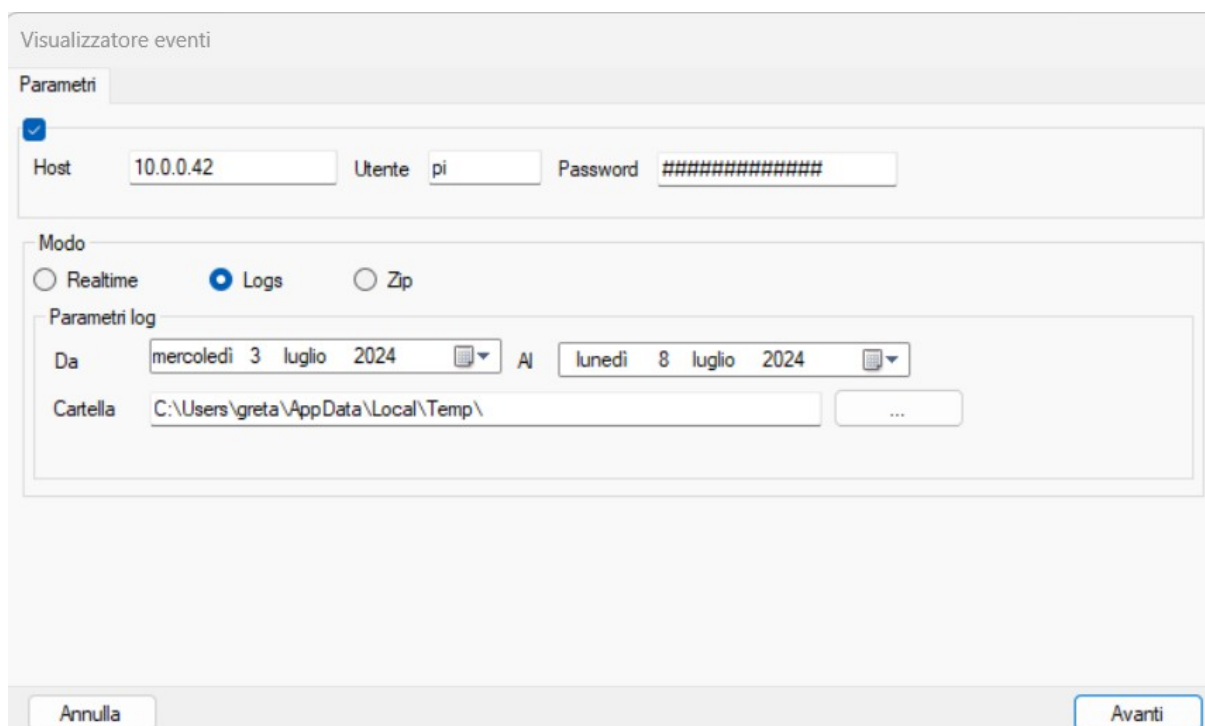 Visualizzatore eventi
Parametri
Host 10.0.0.42 Utente pi Password #############
Modo
Realtime Logs Zip
Parametri log
Da mercoledì 3 luglio 2024 Al lunedì 8 luglio 2024
Cartella C:\Users\greta\AppData\Local\Temp\ ...
Annulla Avanti